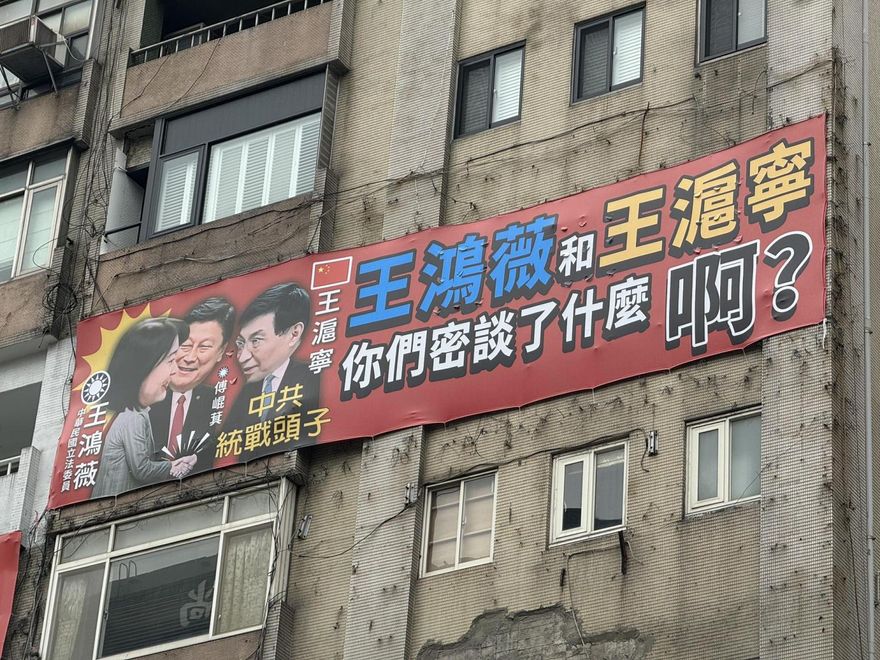 王鴻薇和王滬寧
你們密談了什麼啊?
王滬寧
傅崐萁
中共
統戰頭子
王鴻薇
中華民國立法委員
尚